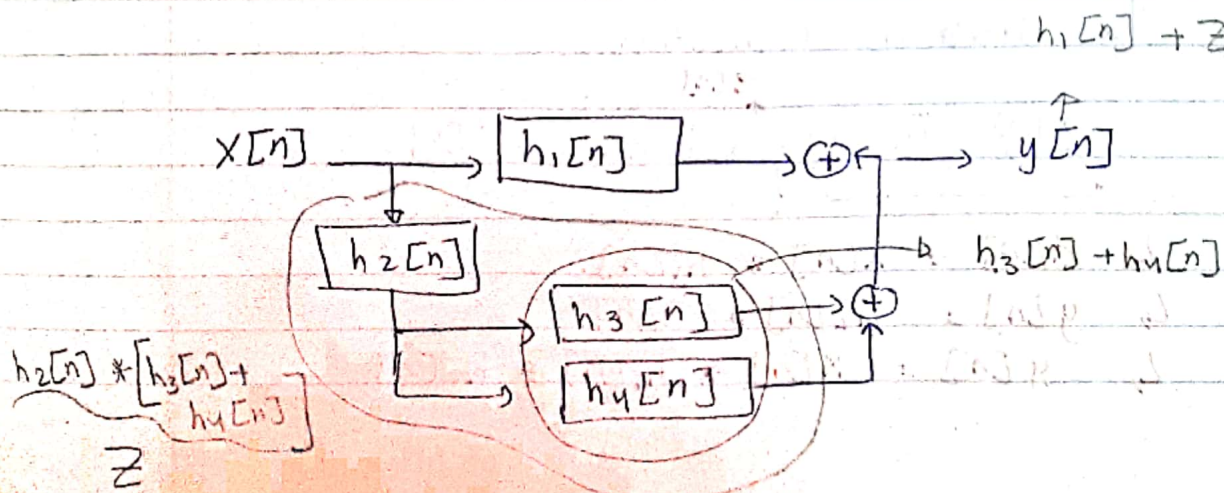 h₁[n] + Z
x[n]
h₁[n]
+
y[n]
h₂[n]
h₃[n] + h₄[n]
h₃[n]
+
h₂[n] * [h₃[n] +
h₄[n]]
h₄[n]
Z